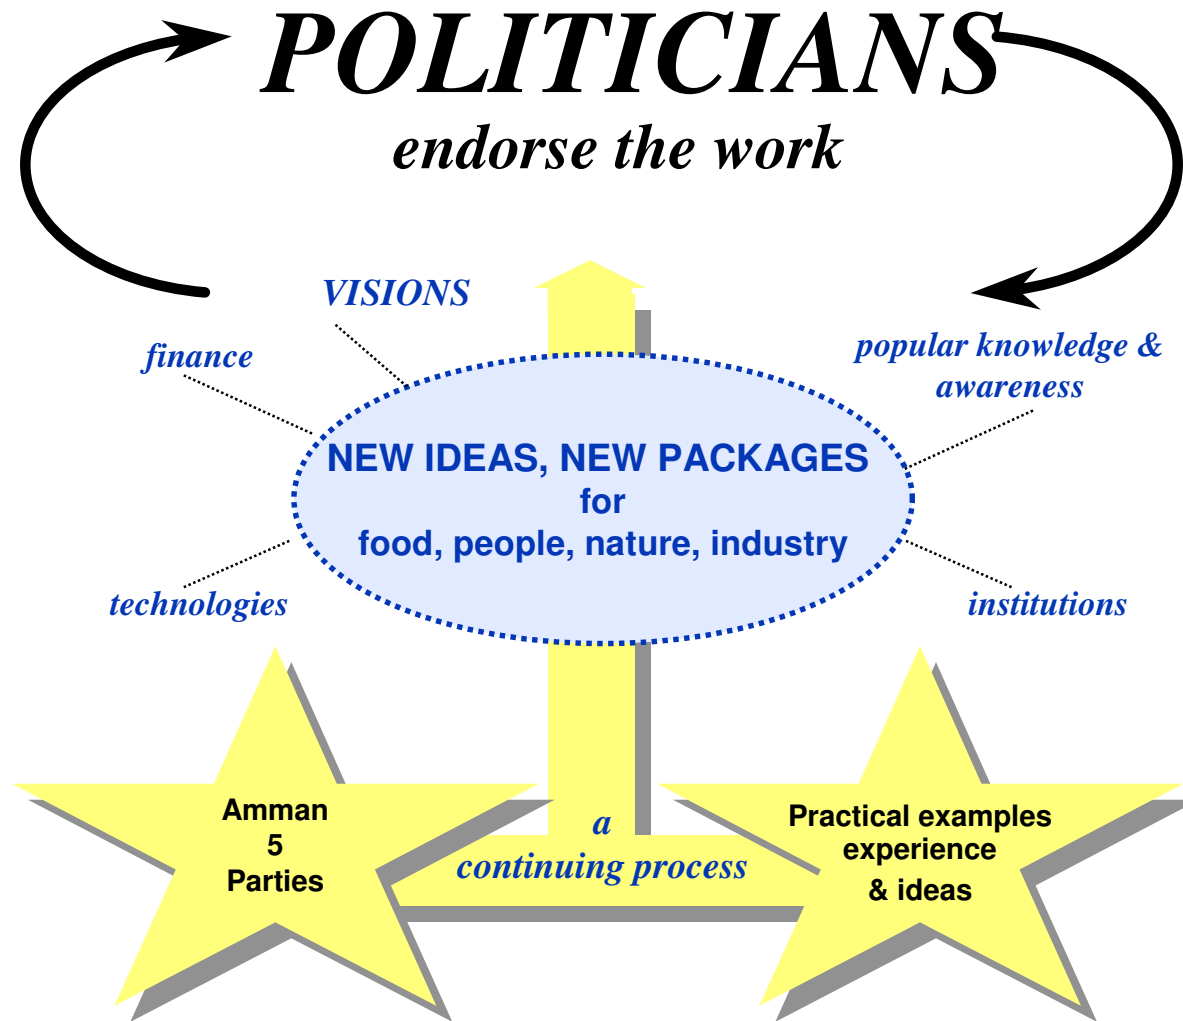 POLITICIANS
endorse the work
VISIONS
finance
popular knowledge &
awareness
NEW IDEAS, NEW PACKAGES
for
food, people, nature, industry
technologies
institutions
Amman
5
Parties
a
continuing process
Practical examples
experience
& ideas